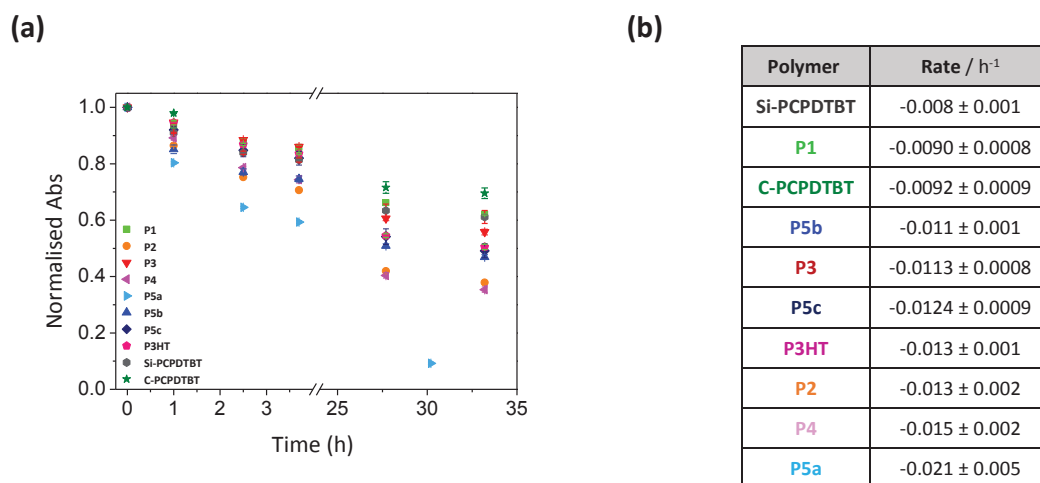 (a)
Normalised Abs
1.0
0.8
0.6
0.4
0.2
0.0
P1
P2
P3
P4
P5a
P5b
P5c
P3HT
Si-PCPDTBT
C-PCPDTBT
0 1 2 3 25 30 35
Time (h)
(b)
Polymer Rate / h⁻¹
Si-PCPDTBT -0.008 ± 0.001
P1 -0.0090 ± 0.0008
C-PCPDTBT -0.0092 ± 0.0009
P5b -0.011 ± 0.001
P3 -0.0113 ± 0.0008
P5c -0.0124 ± 0.0009
P3HT -0.013 ± 0.001
P2 -0.013 ± 0.002
P4 -0.015 ± 0.002
P5a -0.021 ± 0.005